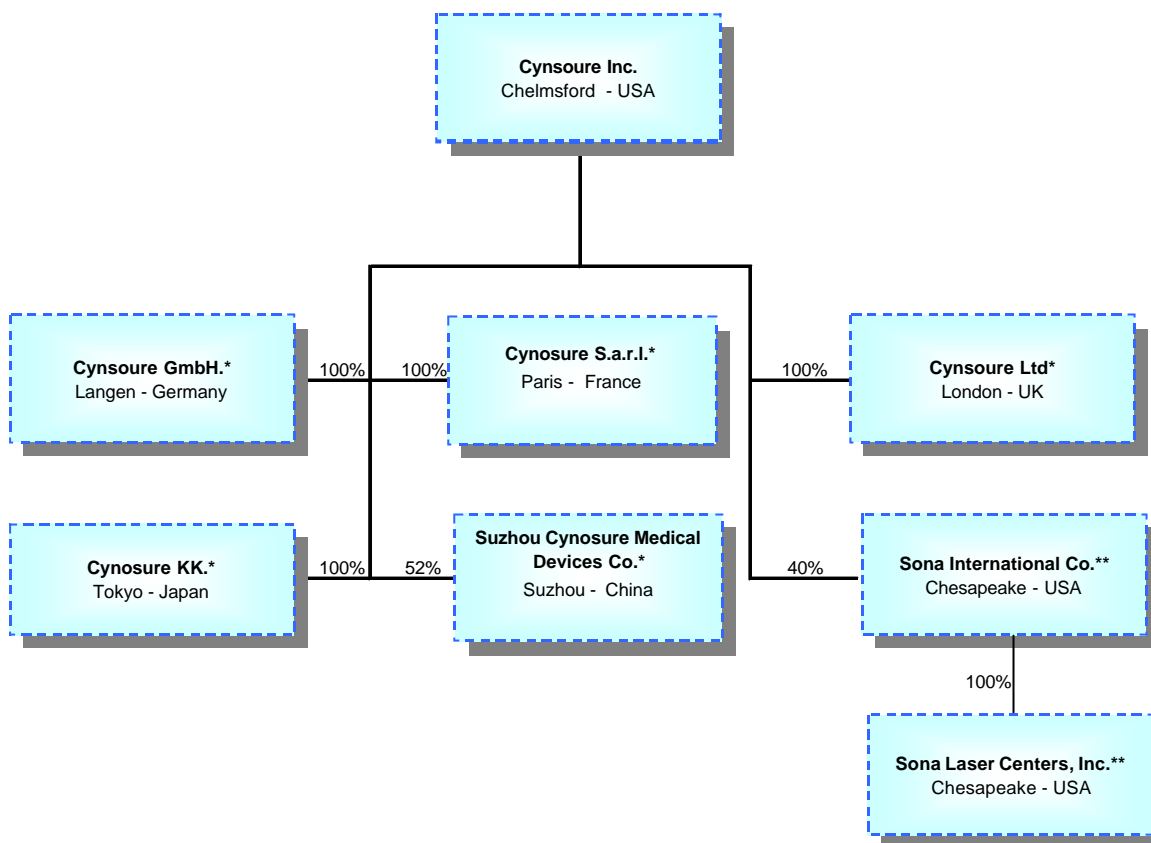 Cynsoure Inc.
Chelmsford - USA
Cynsoure GmbH.*
Langen - Germany
100%
100%
Cynosure S.a.r.l.*
Paris - France
100%
Cynsoure Ltd*
London - UK
Cynosure KK.*
Tokyo - Japan
100%
52%
Suzhou Cynosure Medical
Devices Co.*
Suzhou - China
40%
Sona International Co.**
Chesapeake - USA
100%
Sona Laser Centers, Inc.**
Chesapeake - USA